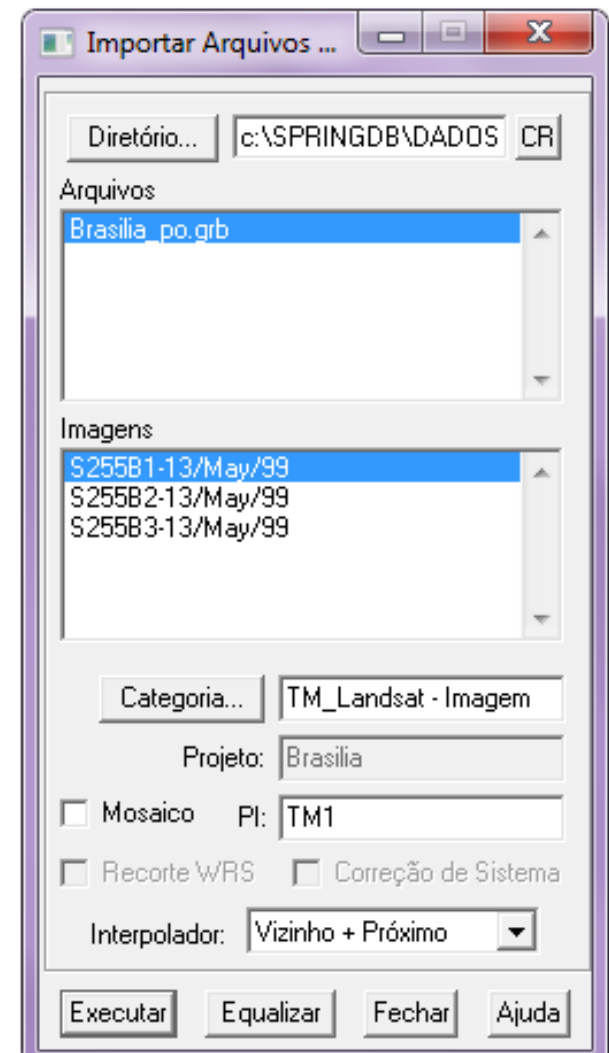 Importar Arquivos ...
Diretório... c:\SPRINGDB\DADOS CR
Arquivos
Brasilia_po.grb
Imagens
S255B1-13/May/99
S255B2-13/May/99
S255B3-13/May/99
Categoria... TM_Landsat - Imagem
Projeto: Brasilia
Mosaico PI: TM1
Recorte WRS Correção de Sistema
Interpolador: Vizinho + Próximo
Executar Equalizar Fechar Ajuda